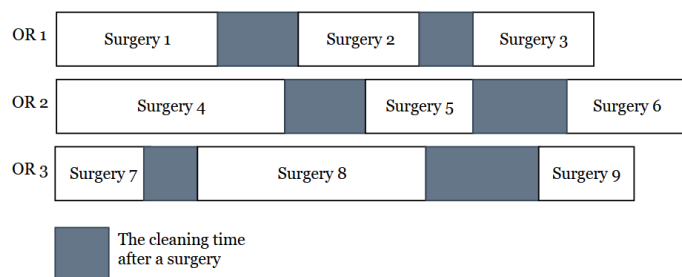 OR 1 Surgery 1 Surgery 2 Surgery 3
OR 2 Surgery 4 Surgery 5 Surgery 6
OR 3 Surgery 7 Surgery 8 Surgery 9
The cleaning time
after a surgery